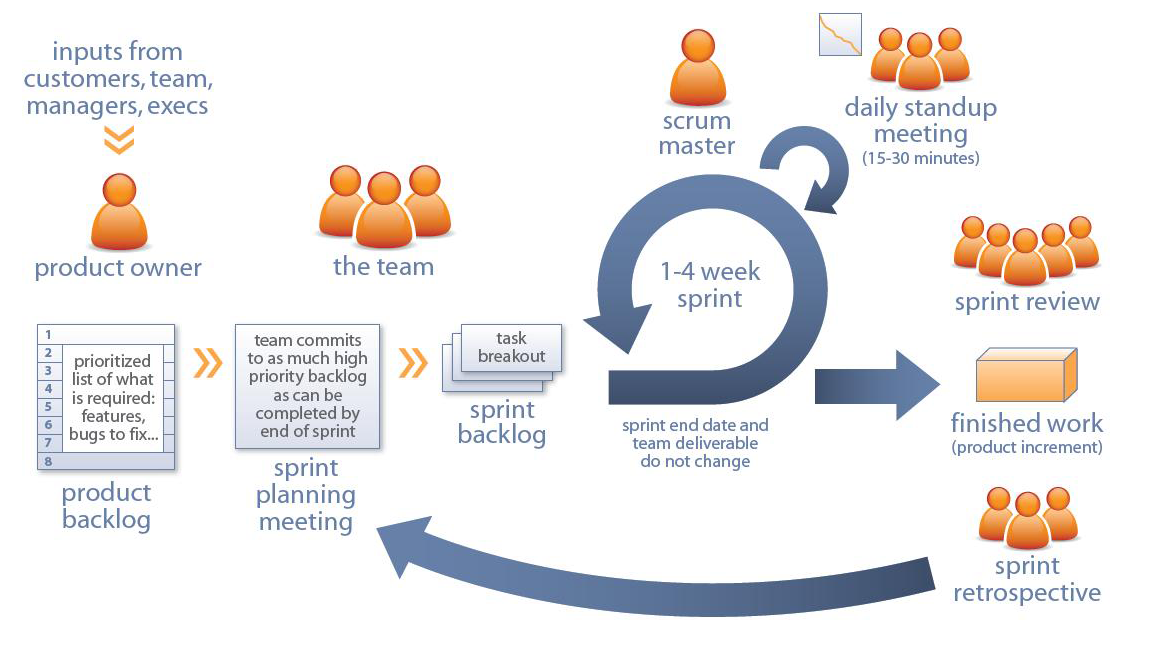 inputs from
customers, team,
managers, execs
product owner
the team
scrum
master
daily standup
meeting
(15-30 minutes)
1-4 week
sprint
sprint review
1
2
3
4
5
6
7
8
prioritized
list of what
is required:
features,
bugs to fix...
product
backlog
team commits
to as much high
priority backlog
as can be
completed by
end of sprint
sprint
planning
meeting
task
breakout
sprint
backlog
sprint end date and
team deliverable
do not change
finished work
(product increment)
sprint
retrospective